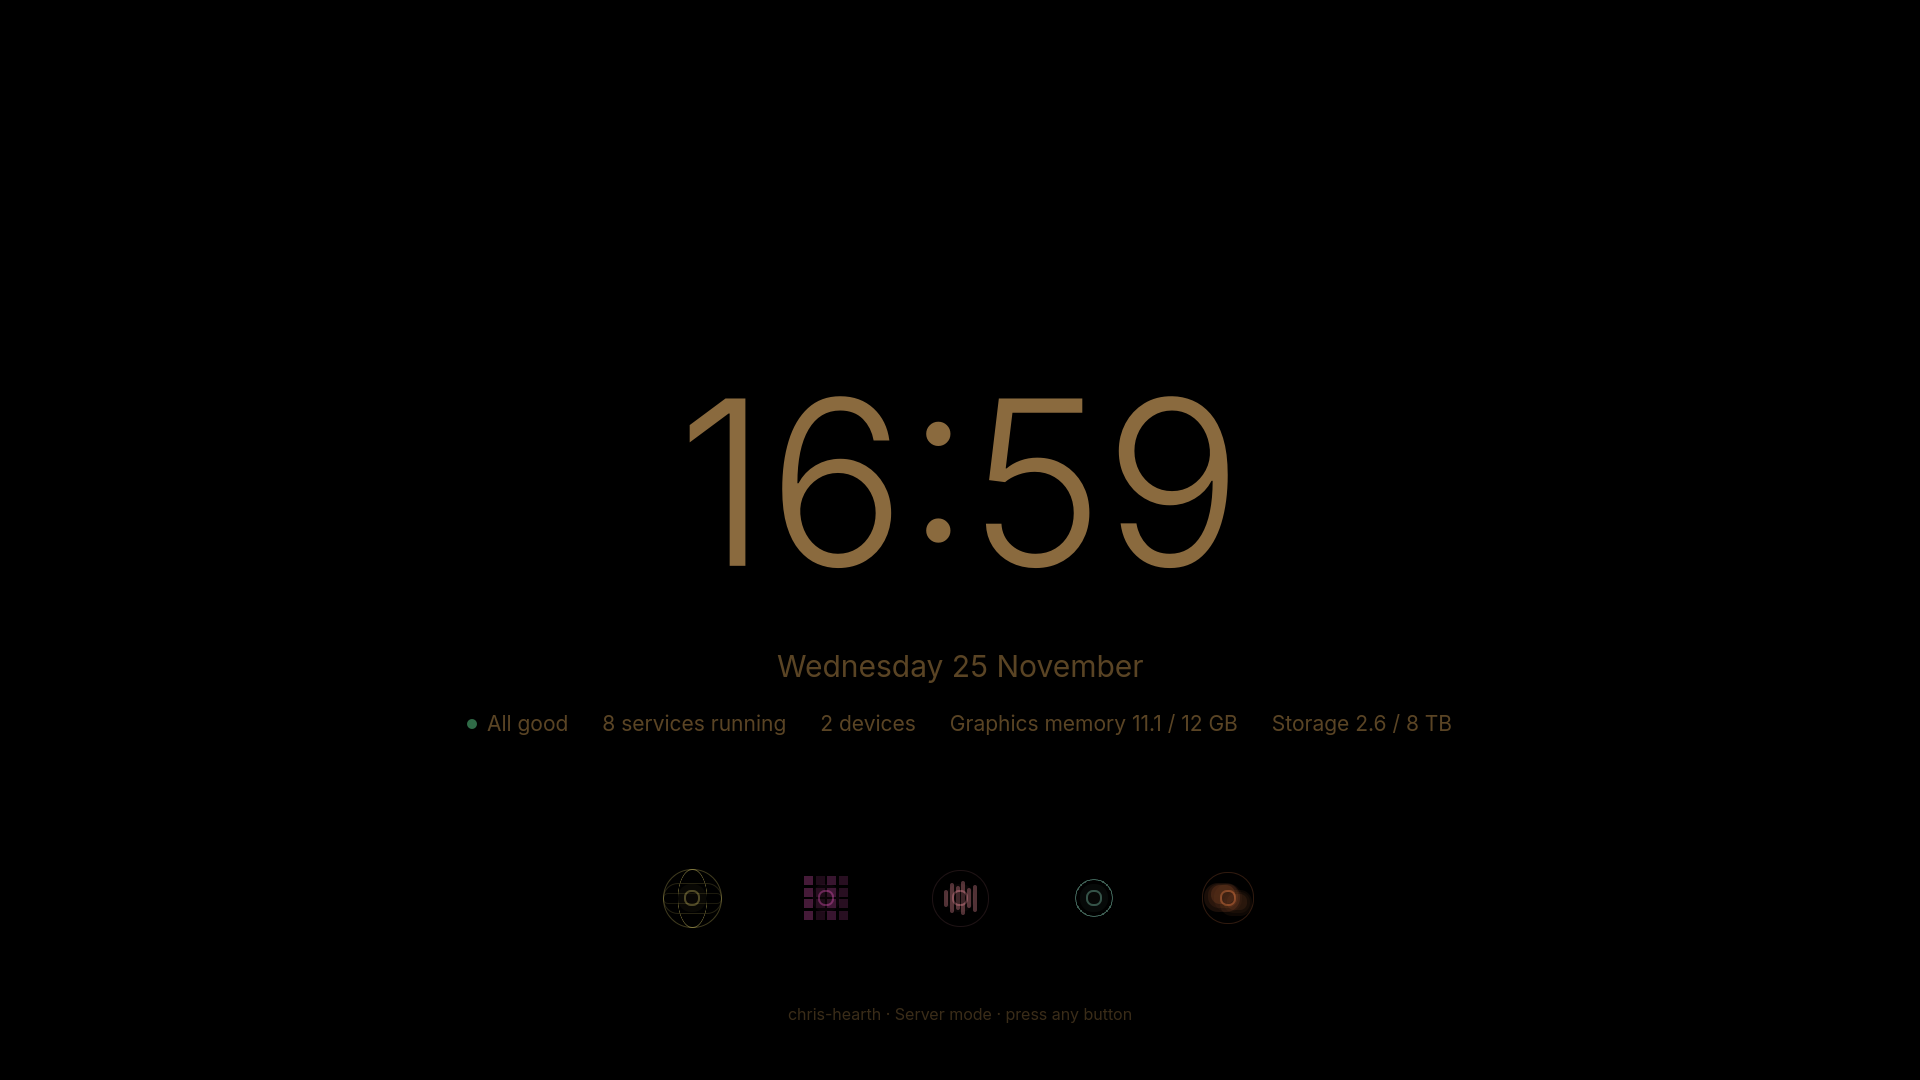 16:59
Wednesday 25 November
All good 8 services running 2 devices Graphics memory 11.1 / 12 GB Storage 2.6 / 8 TB
chris-hearth · Server mode · press any button